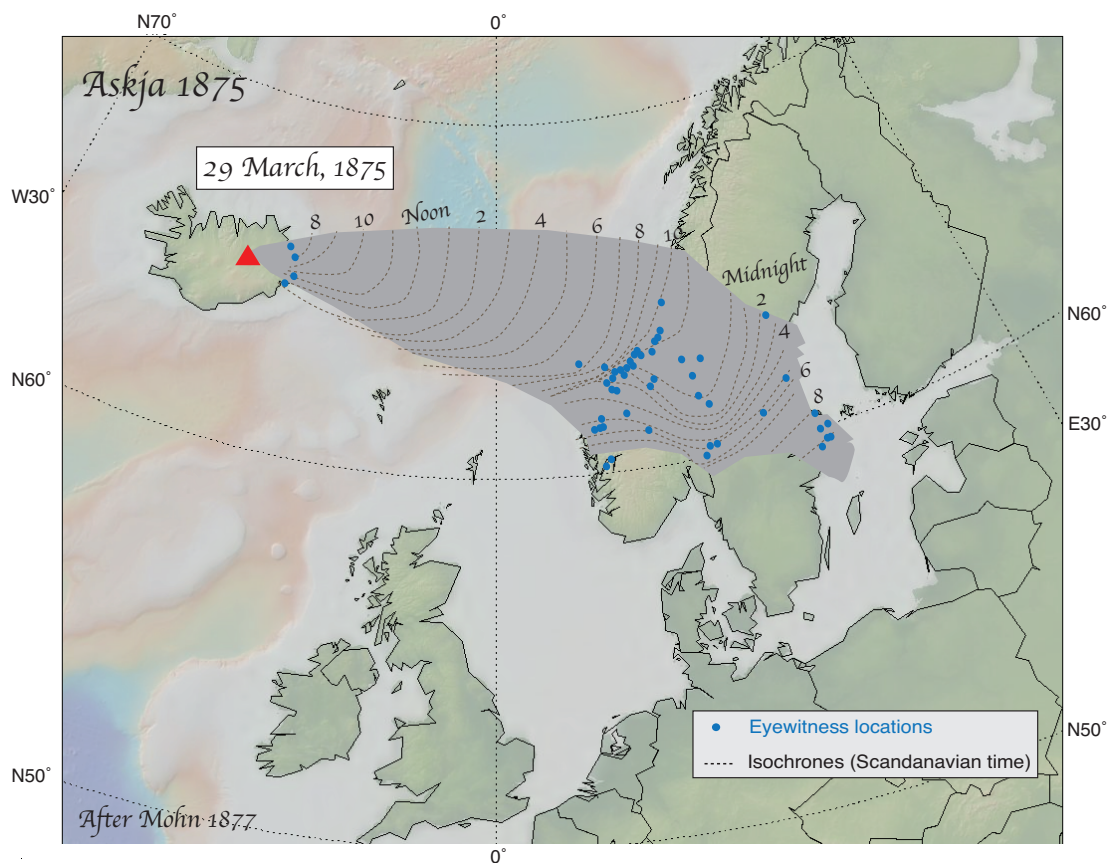 N70°
0°
Askja 1875
29 March, 1875
W30°
8
10
Noon
2
4
6
8
10
Midnight
2
4
6
8
N60°
N60°
E30°
Eyewitness locations
Isochrones (Scandanavian time)
N50°
N50°
After Mohn 1877
0°